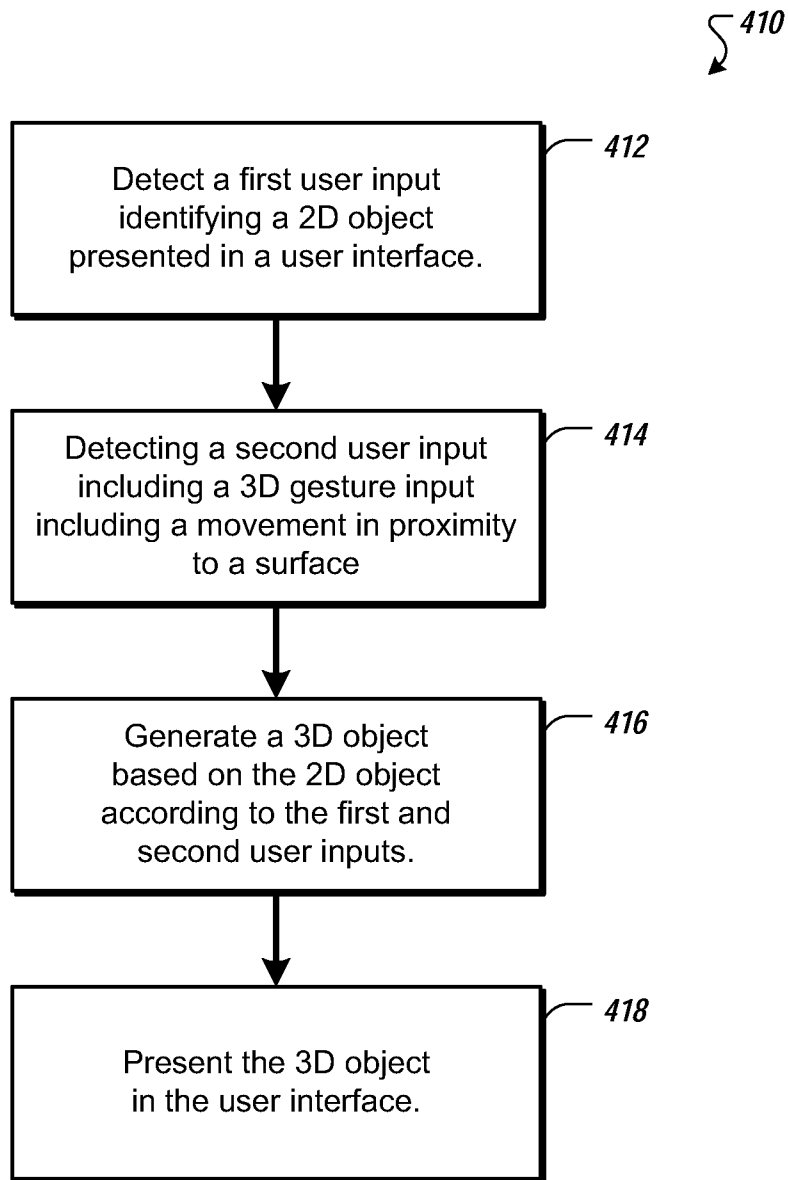 410
412
Detect a first user input
identifying a 2D object
presented in a user interface.
414
Detecting a second user input
including a 3D gesture input
including a movement in proximity
to a surface
416
Generate a 3D object
based on the 2D object
according to the first and
second user inputs.
418
Present the 3D object
in the user interface.